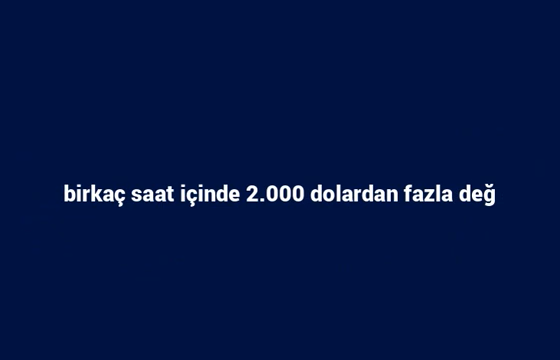 birkaç saat içinde 2.000 dolardan fazla değ